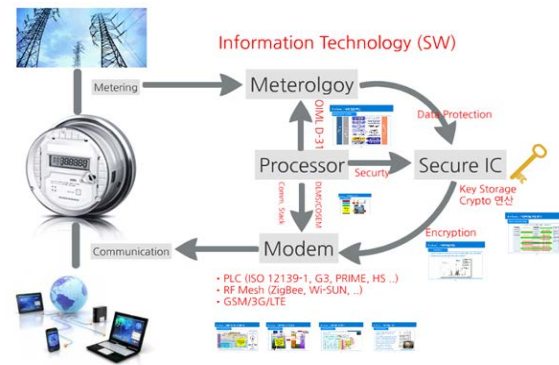 Information Technology (SW)
Metering
Meterolgoy
OIML D-31
Data Protection
Processor
Securty
Secure IC
Key Storage
Crypto 연산
Comm. Stack
DLMS/COSEM
Encryption
Communication
Modem
• PLC (ISO 12139-1, G3, PRIME, HS ..)
• RF Mesh (ZigBee, Wi-SUN, ..)
• GSM/3G/LTE